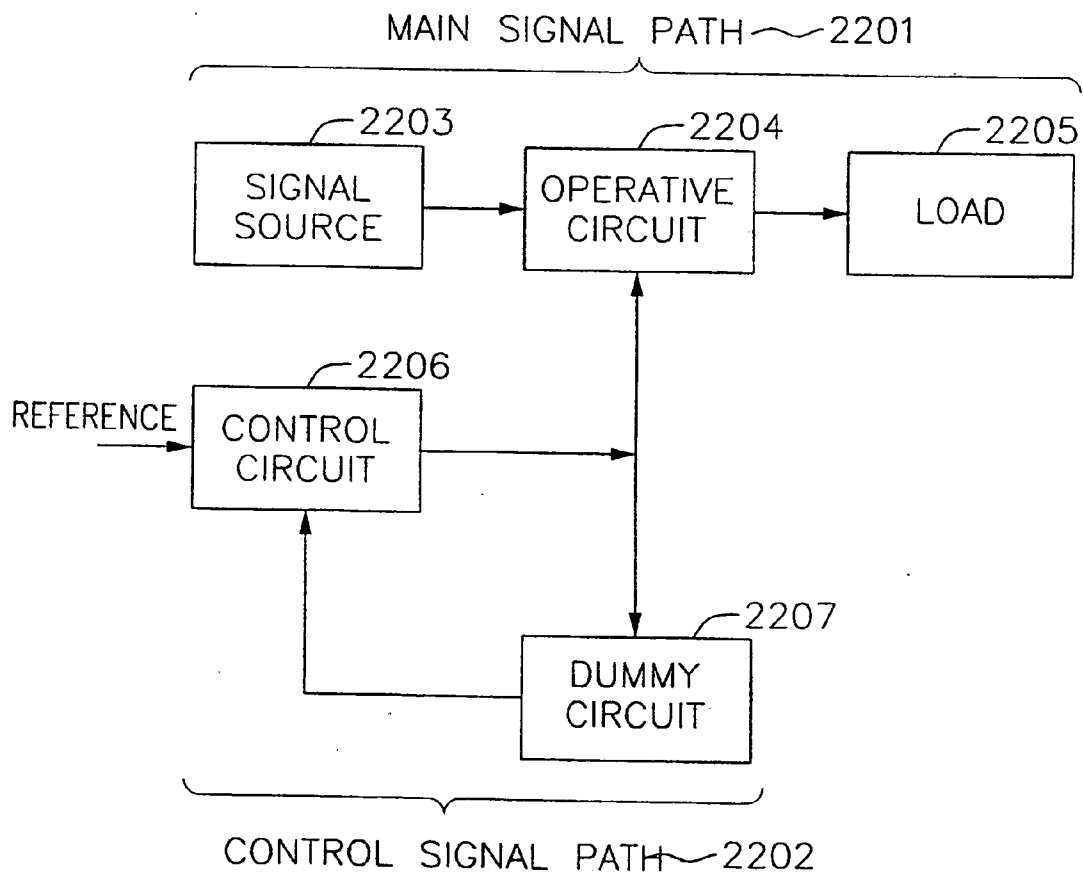 MAIN SIGNAL PATH 2201
2203
2204
2205
SIGNAL
SOURCE
OPERATIVE
CIRCUIT
LOAD
2206
REFERENCE
CONTROL
CIRCUIT
2207
DUMMY
CIRCUIT
CONTROL SIGNAL PATH 2202